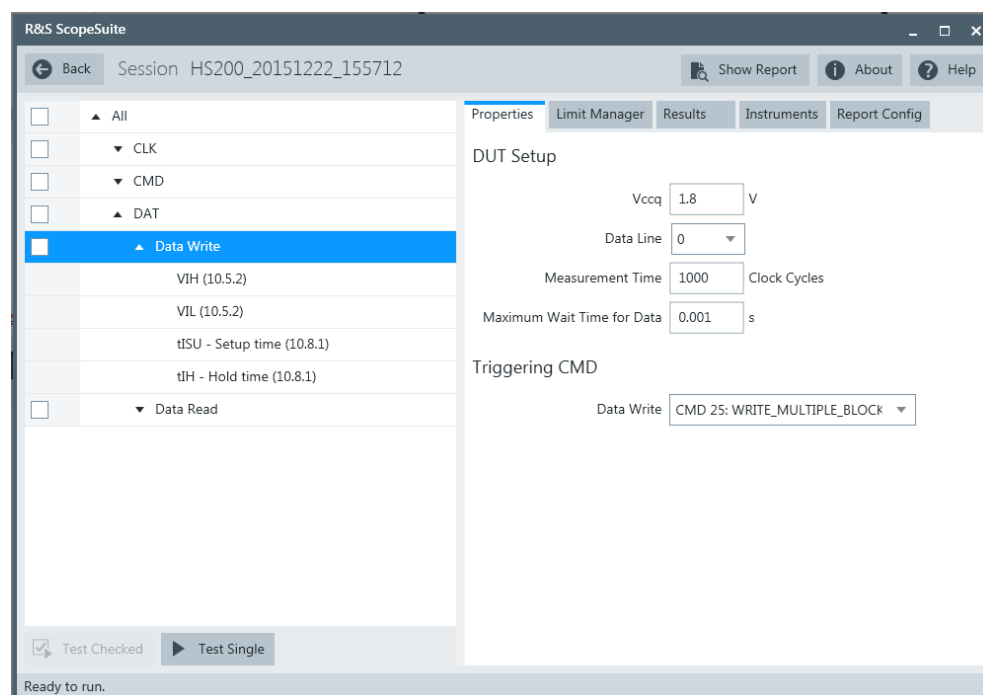 R&S ScopeSuite
Back Session HS200_20151222_155712 Show Report About Help
All
CLK
CMD
DAT
Data Write
VIH (10.5.2)
VIL (10.5.2)
tISU - Setup time (10.8.1)
tIH - Hold time (10.8.1)
Data Read
Test Checked Test Single
Ready to run.
Properties Limit Manager Results Instruments Report Config
DUT Setup
Vccq 1.8 V
Data Line 0
Measurement Time 1000 Clock Cycles
Maximum Wait Time for Data 0.001 s
Triggering CMD
Data Write CMD 25: WRITE_MULTIPLE_BLOCK